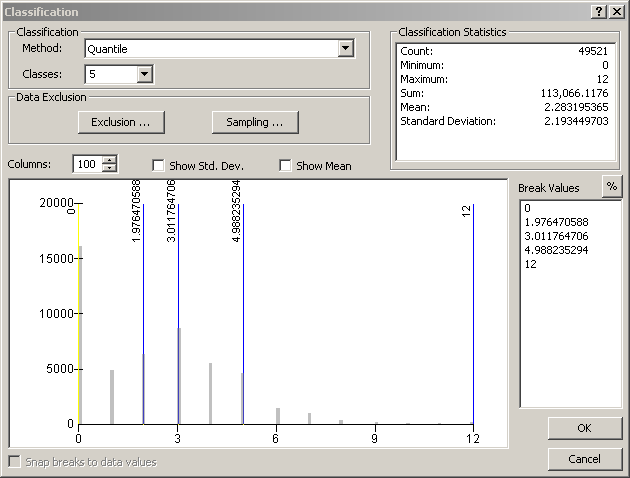 Classification
Classification
Method:
Quantile
Classes:
5
Data Exclusion
Exclusion ...
Sampling ...
Classification Statistics
Count: 49521
Minimum: 0
Maximum: 12
Sum: 113,066.1176
Mean: 2.283195365
Standard Deviation: 2.193449703
Columns:
100
Show Std. Dev.
Show Mean
%
Break Values
0
1.976470588
3.011764706
4.988235294
12
20000
15000
10000
5000
0
0
1.976470588
3.011764706
4.988235294
12
0 3 6 9 12
OK
Snap breaks to data values
Cancel